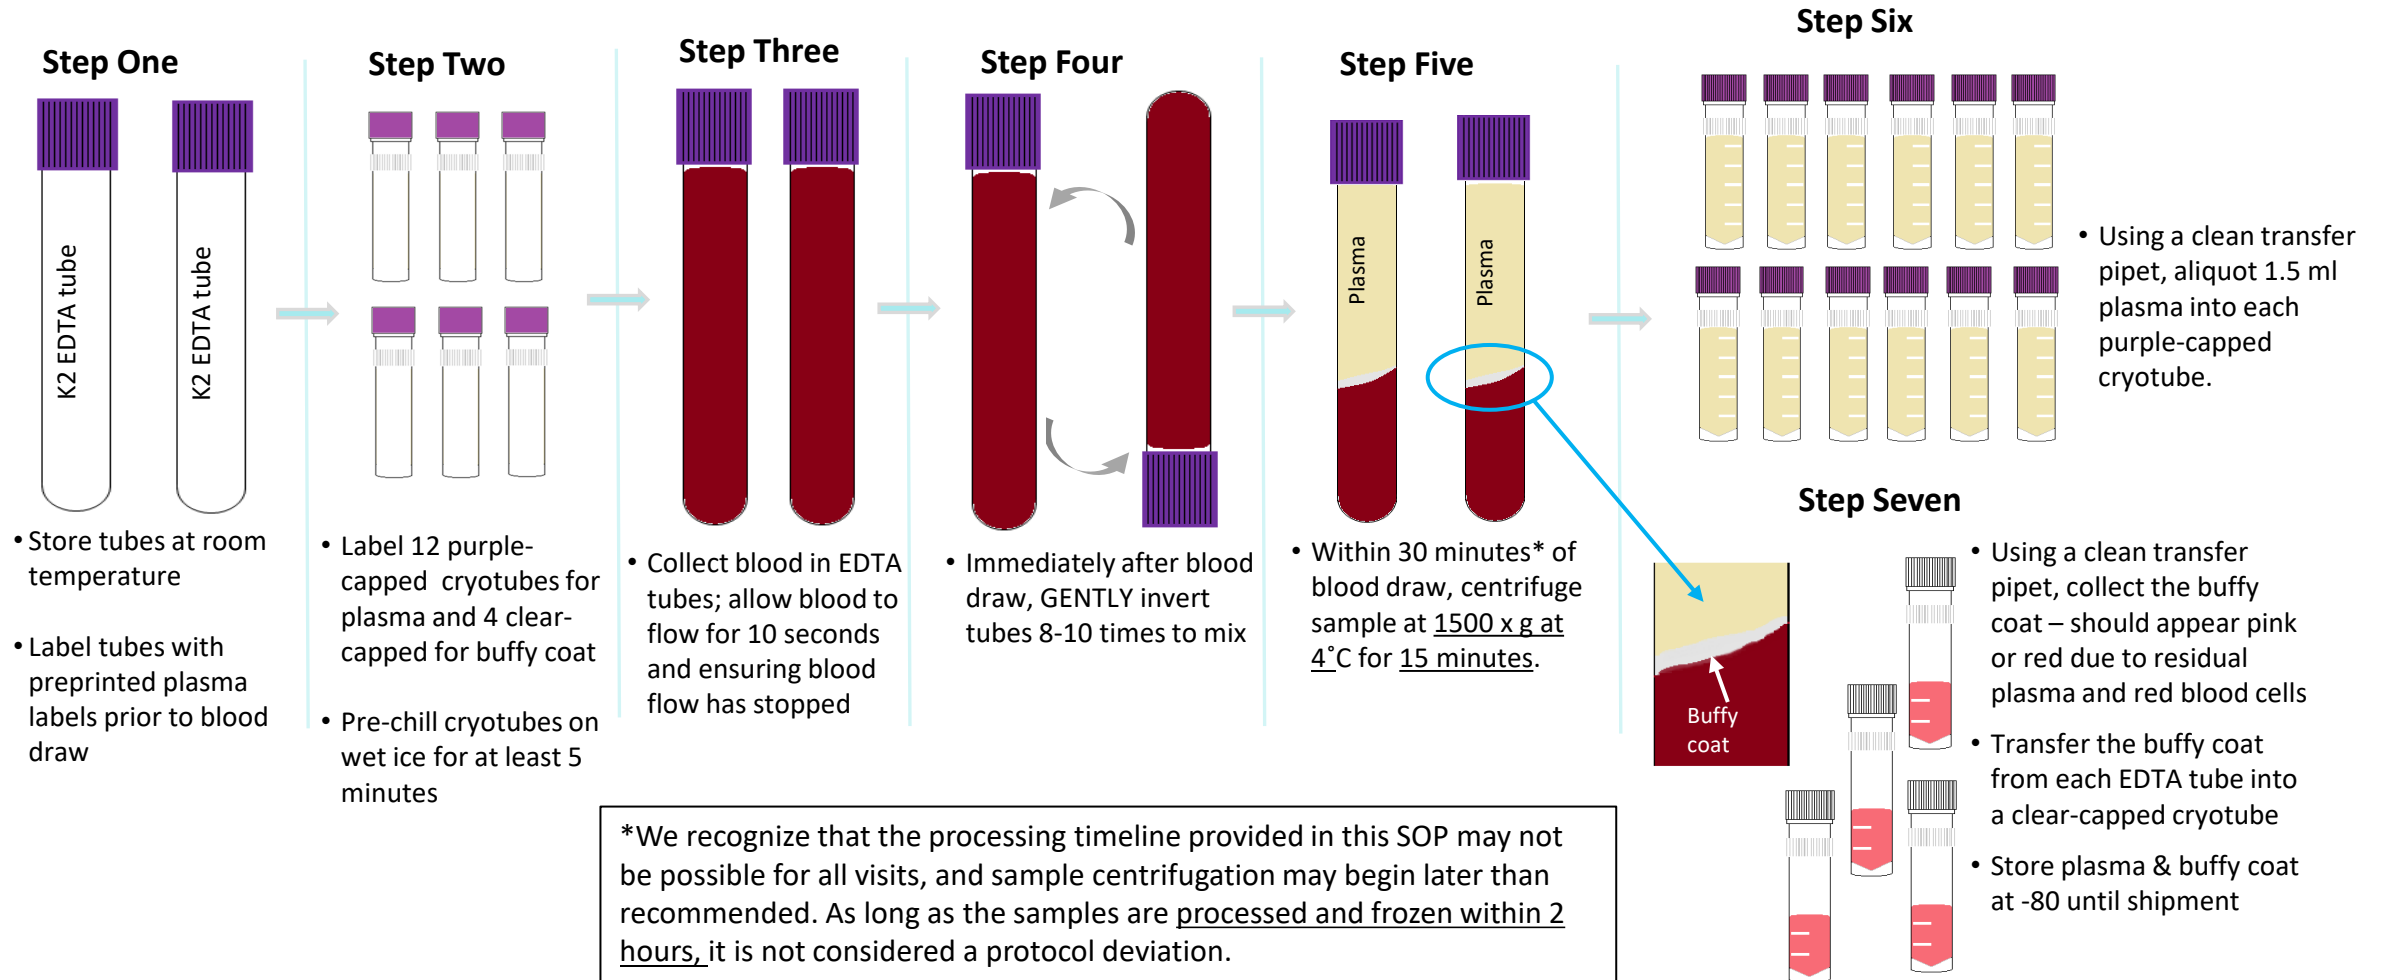 Step One
K2 EDTA tube
K2 EDTA tube
• Store tubes at room
temperature
• Label tubes with
preprinted plasma
labels prior to blood
draw
Step Two
• Label 12 purple-
capped cryotubes for
plasma and 4 clear-
capped for buffy coat
• Pre-chill cryotubes on
wet ice for at least 5
minutes
Step Three
• Collect blood in EDTA
tubes; allow blood to
flow for 10 seconds
and ensuring blood
flow has stopped
Step Four
• Immediately after blood
draw, GENTLY invert
tubes 8-10 times to mix
Step Five
Plasma
Plasma
• Within 30 minutes* of
blood draw, centrifuge
sample at 1500 x g at
4˚C for 15 minutes.
Step Six
• Using a clean transfer
pipet, aliquot 1.5 ml
plasma into each
purple-capped
cryotube.
Step Seven
Buffy
coat
• Using a clean transfer
pipet, collect the buffy
coat – should appear pink
or red due to residual
plasma and red blood cells
• Transfer the buffy coat
from each EDTA tube into
a clear-capped cryotube
• Store plasma & buffy coat
at -80 until shipment
*We recognize that the processing timeline provided in this SOP may not
be possible for all visits, and sample centrifugation may begin later than
recommended. As long as the samples are processed and frozen within 2
hours, it is not considered a protocol deviation.